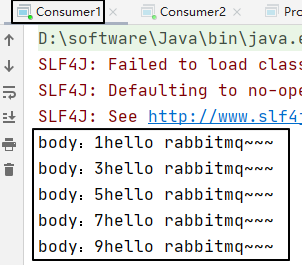 Consumer1 Consumer2 Pro
D:\software\Java\bin\java.e
SLF4J: Failed to load class
SLF4J: Defaulting to no-ope
SLF4J: See http://www.slf4j
body：1hello rabbitmq~~~
body：3hello rabbitmq~~~
body：5hello rabbitmq~~~
body：7hello rabbitmq~~~
body：9hello rabbitmq~~~